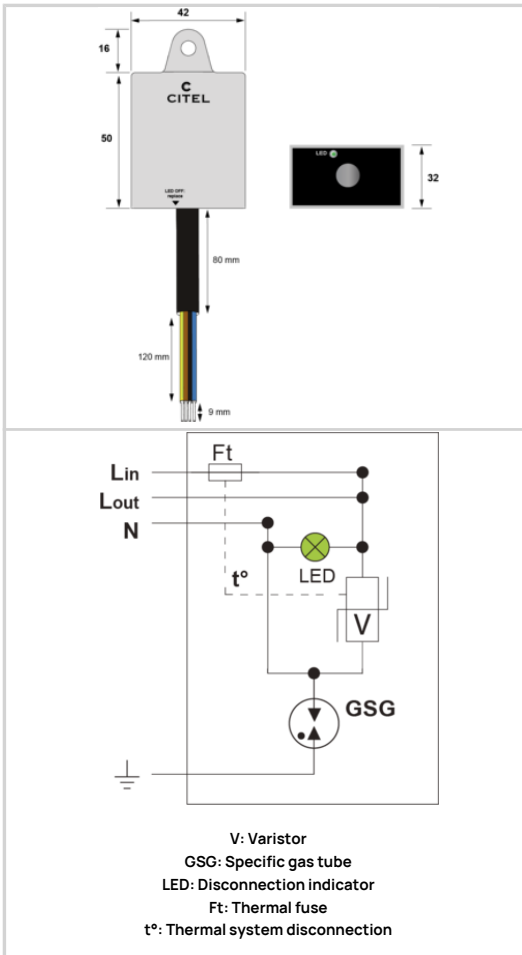 42
16
C
CITEL
50
LED
32
LED OFF:
replace
80 mm
120 mm
9 mm
Ft
Lin
Lout
N
LED
t°
V
GSG
V: Varistor
GSG: Specific gas tube
LED: Disconnection indicator
Ft: Thermal fuse
t°: Thermal system disconnection